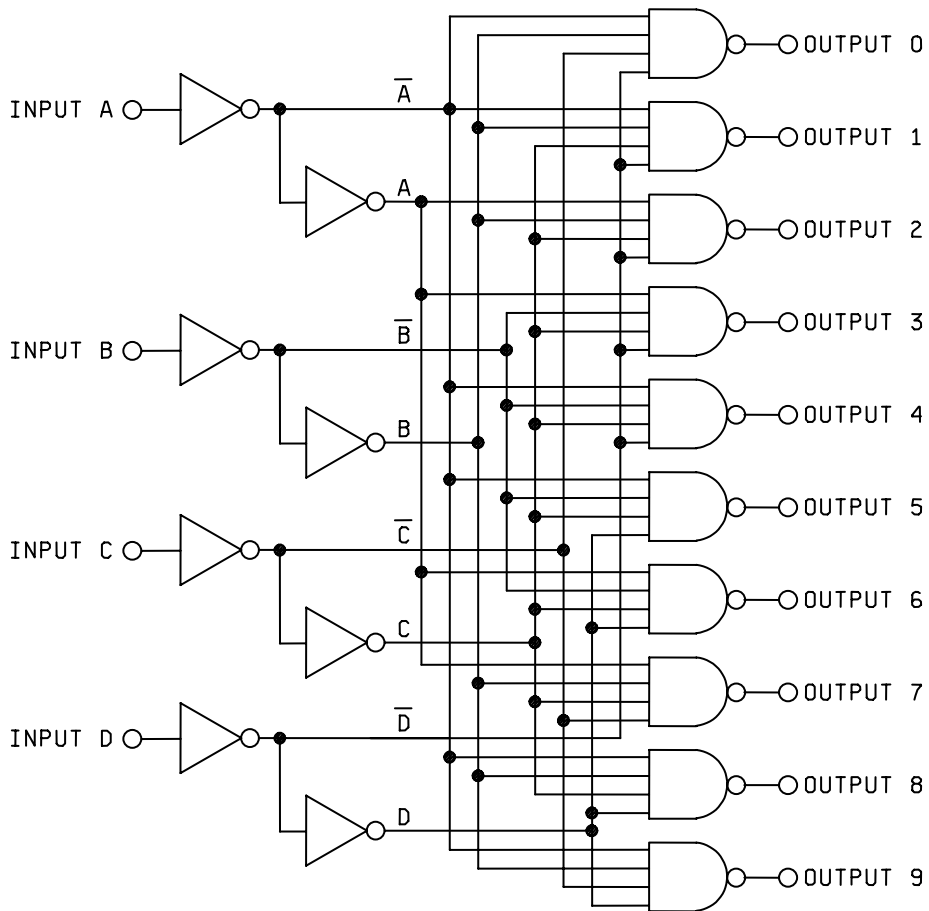 OUTPUT 0
A̅
INPUT A
OUTPUT 1
A
OUTPUT 2
B̅
OUTPUT 3
INPUT B
B
OUTPUT 4
C̅
OUTPUT 5
INPUT C
C
OUTPUT 6
D̅
OUTPUT 7
INPUT D
D
OUTPUT 8
OUTPUT 9